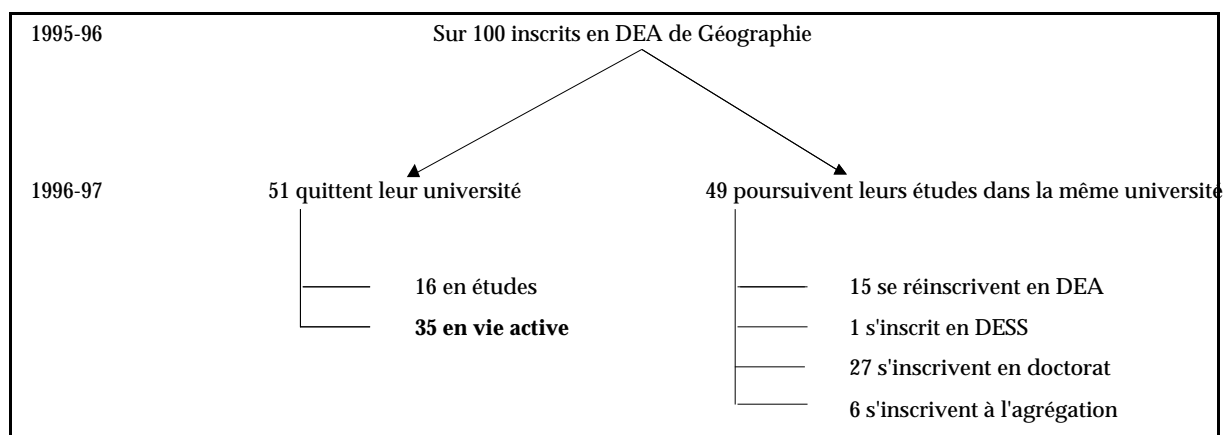 1995-96 Sur 100 inscrits en DEA de Géographie
1996-97 51 quittent leur université 49 poursuivent leurs études dans la même université
16 en études 15 se réinscrivent en DEA
35 en vie active 1 s'inscrit en DESS
27 s'inscrivent en doctorat
6 s'inscrivent à l'agrégation